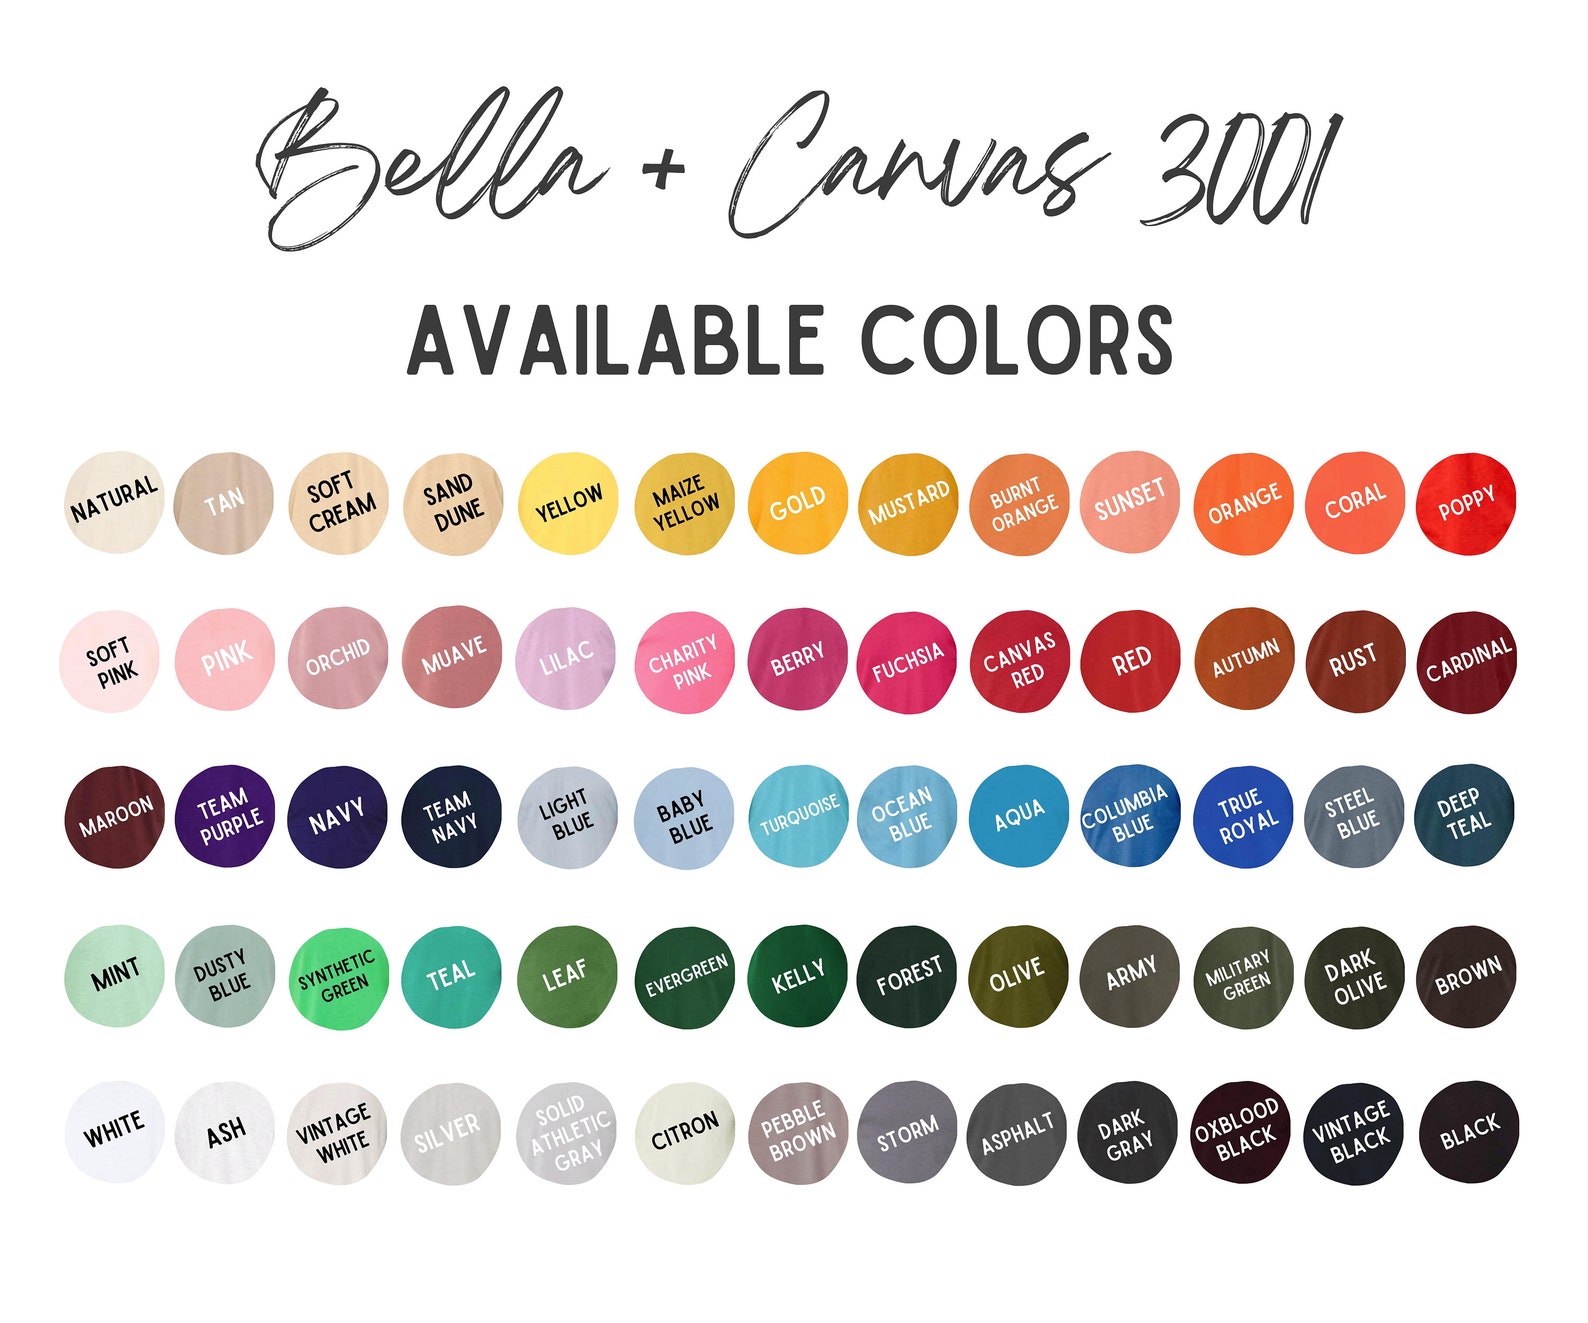 Bella + Canvas 3001
AVAILABLE COLORS
NATURAL
TAN
SOFT
CREAM
SAND
DUNE
YELLOW
MAIZE
YELLOW
GOLD
MUSTARD
BURNT
ORANGE
SUNSET
ORANGE
CORAL
POPPY
SOFT
PINK
PINK
ORCHID
MUAVE
LILAC
CHARITY
PINK
BERRY
FUCHSIA
CANVAS
RED
RED
AUTUMN
RUST
CARDINAL
MAROON
TEAM
PURPLE
NAVY
TEAM
NAVY
LIGHT
BLUE
BABY
BLUE
TURQUOISE
OCEAN
BLUE
AQUA
COLUMBIA
BLUE
TRUE
ROYAL
STEEL
BLUE
DEEP
TEAL
MINT
DUSTY
BLUE
SYNTHETIC
GREEN
TEAL
LEAF
EVERGREEN
KELLY
FOREST
OLIVE
ARMY
MILITARY
GREEN
DARK
OLIVE
BROWN
WHITE
ASH
VINTAGE
WHITE
SILVER
SOLID
ATHLETIC
GRAY
CITRON
PEBBLE
BROWN
STORM
ASPHALT
DARK
GRAY
OXBLOOD
BLACK
VINTAGE
BLACK
BLACK